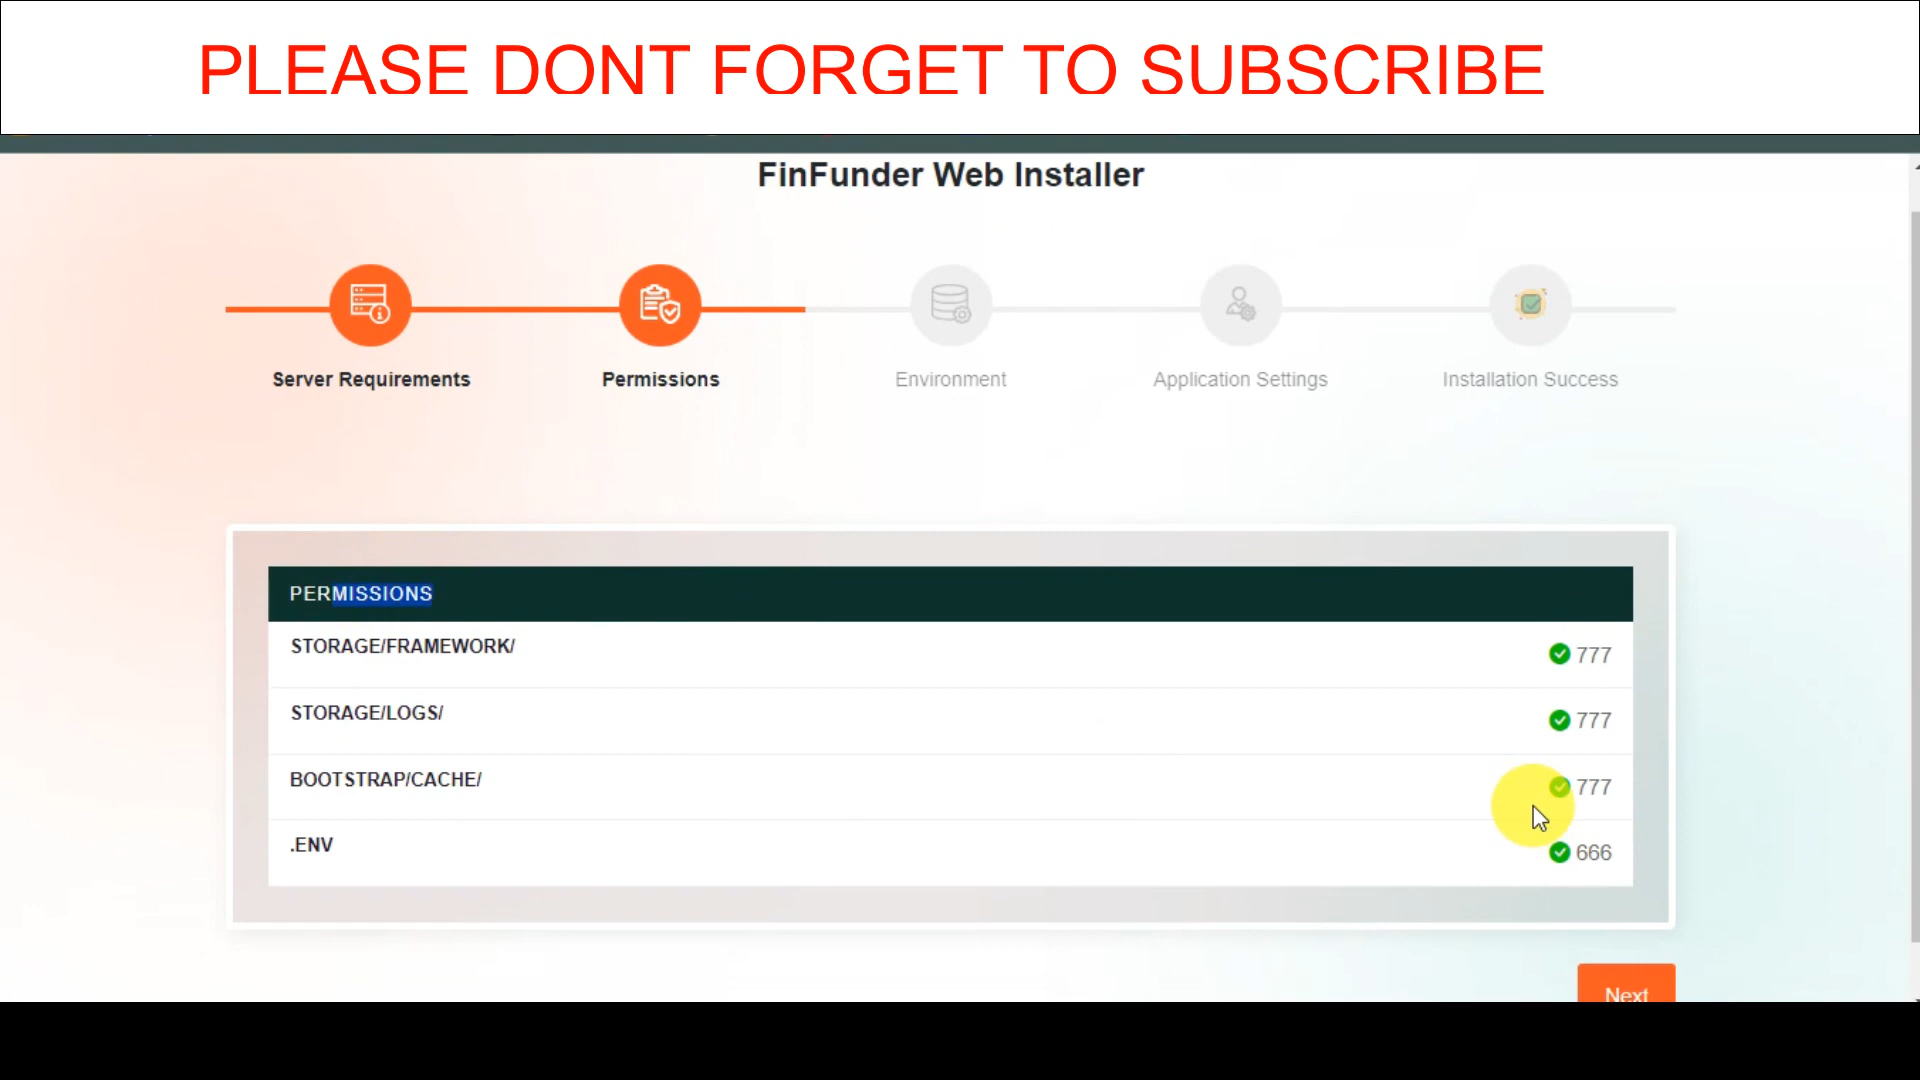 PLEASE DONT FORGET TO SUBSCRIBE
FinFunder Web Installer
Server Requirements
Permissions
Environment
Application Settings
Installation Success
PERMISSIONS
STORAGE/FRAMEWORK/
777
STORAGE/LOGS/
777
BOOTSTRAP/CACHE/
777
.ENV
666
Next